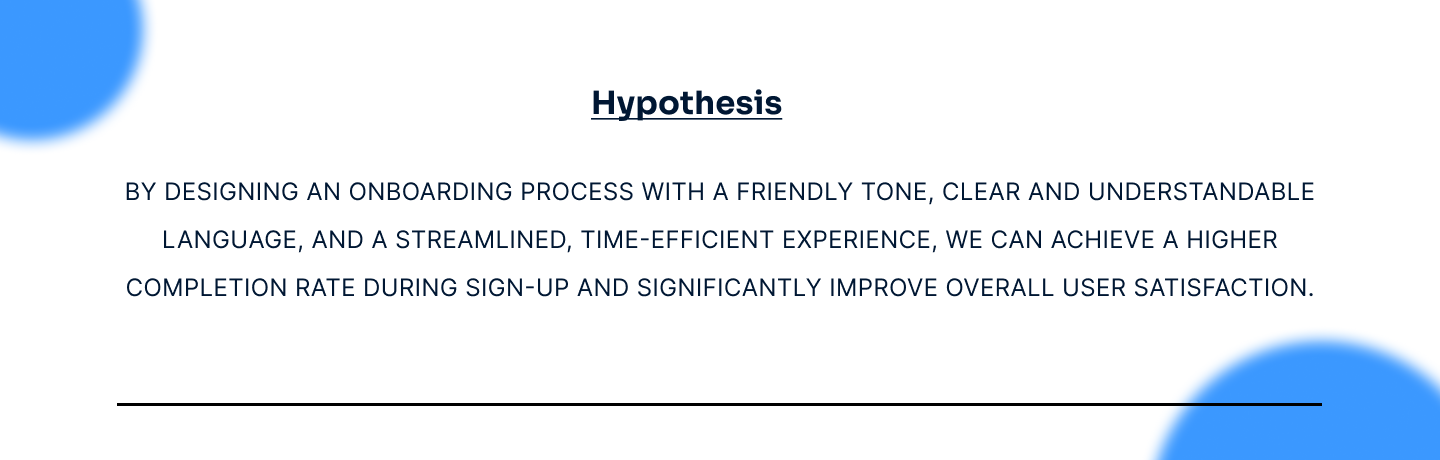 Hypothesis
BY DESIGNING AN ONBOARDING PROCESS WITH A FRIENDLY TONE, CLEAR AND UNDERSTANDABLE
LANGUAGE, AND A STREAMLINED, TIME-EFFICIENT EXPERIENCE, WE CAN ACHIEVE A HIGHER
COMPLETION RATE DURING SIGN-UP AND SIGNIFICANTLY IMPROVE OVERALL USER SATISFACTION.